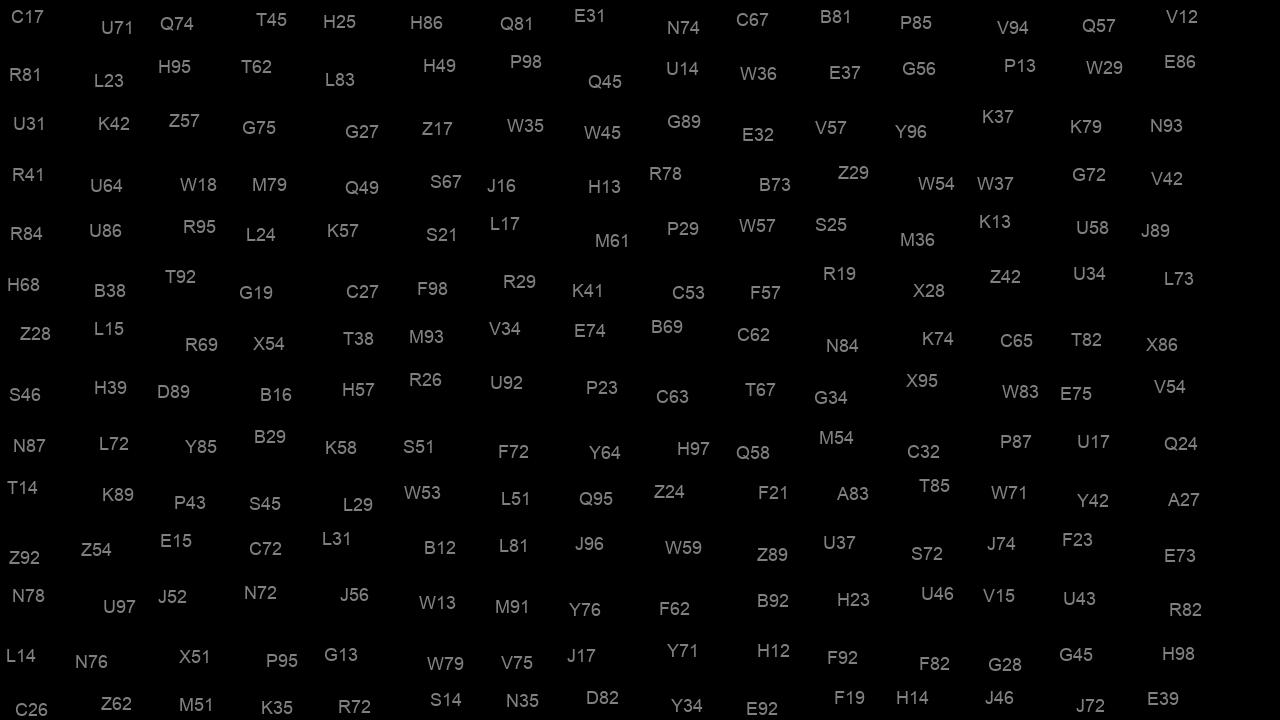 C17 U71 Q74 T45 H25 H86 Q81 E31 N74 C67 B81 P85 V94 Q57 V12
R81 L23 H95 T62 L83 H49 P98 Q45 U14 W36 E37 G56 P13 W29 E86
U31 K42 Z57 G75 G27 Z17 W35 W45 G89 E32 V57 Y96 K37 K79 N93
R41 U64 W18 M79 Q49 S67 J16 H13 R78 B73 Z29 W54 W37 G72 V42
R84 U86 R95 L24 K57 S21 L17 M61 P29 W57 S25 M36 K13 U58 J89
H68 B38 T92 G19 C27 F98 R29 K41 C53 F57 R19 X28 Z42 U34 L73
Z28 L15 R69 X54 T38 M93 V34 E74 B69 C62 N84 K74 C65 T82 X86
S46 H39 D89 B16 H57 R26 U92 P23 C63 T67 G34 X95 W83 E75 V54
N87 L72 Y85 B29 K58 S51 F72 Y64 H97 Q58 M54 C32 P87 U17 Q24
T14 K89 P43 S45 L29 W53 L51 Q95 Z24 F21 A83 T85 W71 Y42 A27
Z92 Z54 E15 C72 L31 B12 L81 J96 W59 Z89 U37 S72 J74 F23 E73
N78 U97 J52 N72 J56 W13 M91 Y76 F62 B92 H23 U46 V15 U43 R82
L14 N76 X51 P95 G13 W79 V75 J17 Y71 H12 F92 F82 G28 G45 H98
C26 Z62 M51 K35 R72 S14 N35 D82 Y34 E92 F19 H14 J46 J72 E39